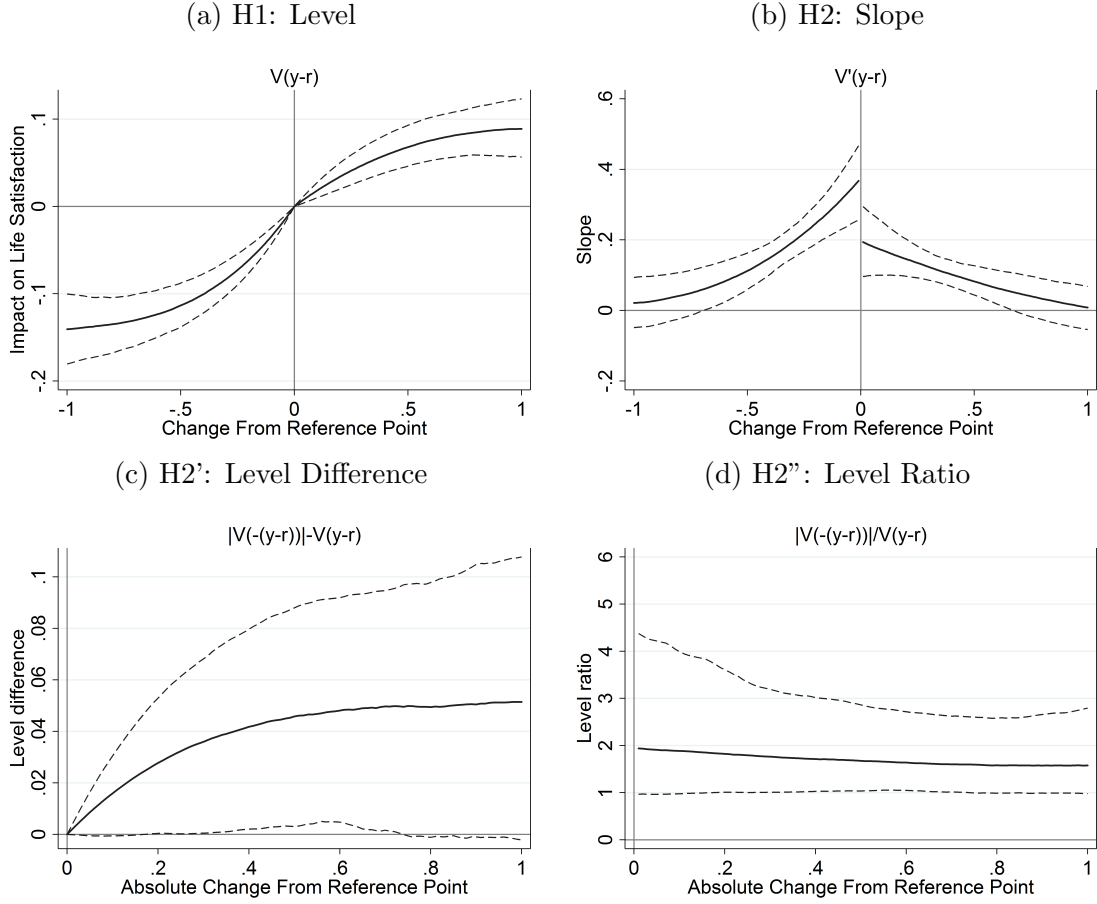 (a) H1: Level
V(y-r)
Impact on Life Satisfaction
.1
0
-.1
-.2
-1
-.5
0
.5
1
Change From Reference Point
(b) H2: Slope
V'(y-r)
Slope
.6
.4
.2
0
-.2
-1
-.5
0
.5
1
Change From Reference Point
(c) H2': Level Difference
|V(-(y-r))|-V(y-r)
Level difference
.1
.08
.06
.04
.02
0
0
.2
.4
.6
.8
1
Absolute Change From Reference Point
(d) H2”: Level Ratio
|V(-(y-r))|/V(y-r)
Level ratio
6
5
4
3
2
1
0
0
.2
.4
.6
.8
1
Absolute Change From Reference Point